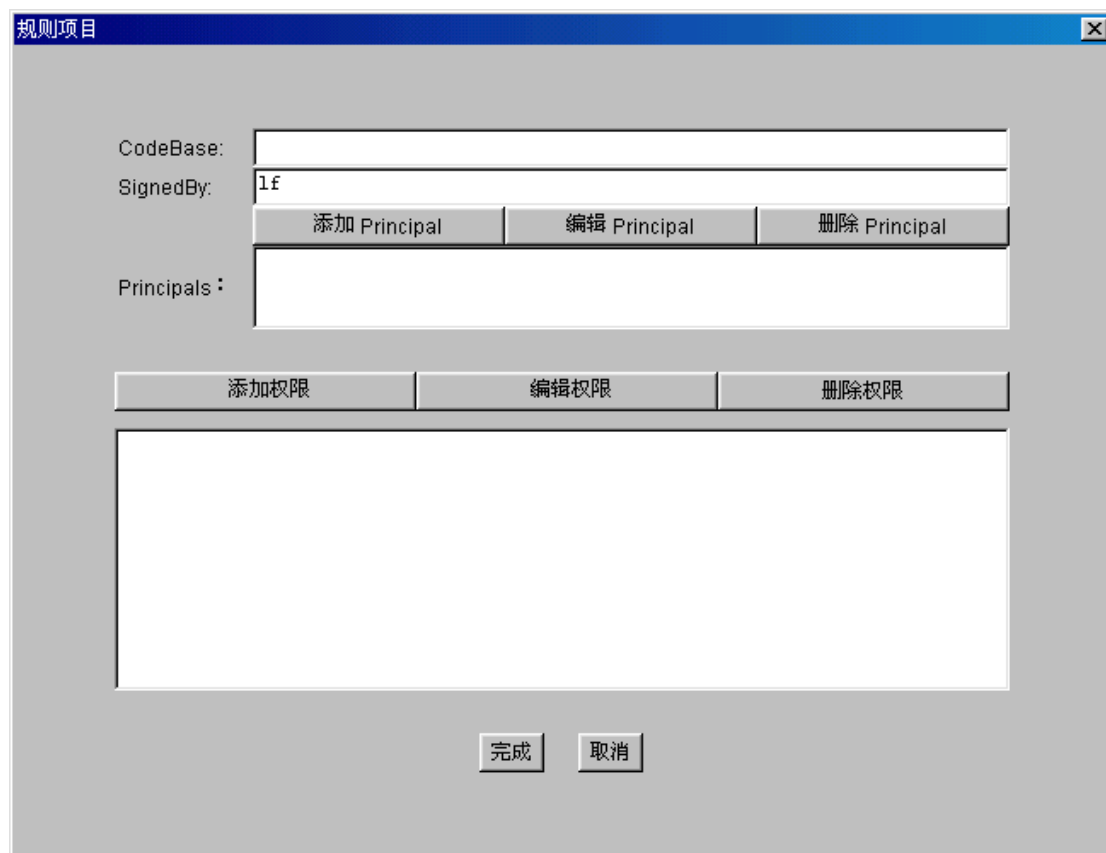 规则项目
CodeBase:
SignedBy:
lf
添加 Principal
编辑 Principal
删除 Principal
Principals：
添加权限
编辑权限
删除权限
完成
取消